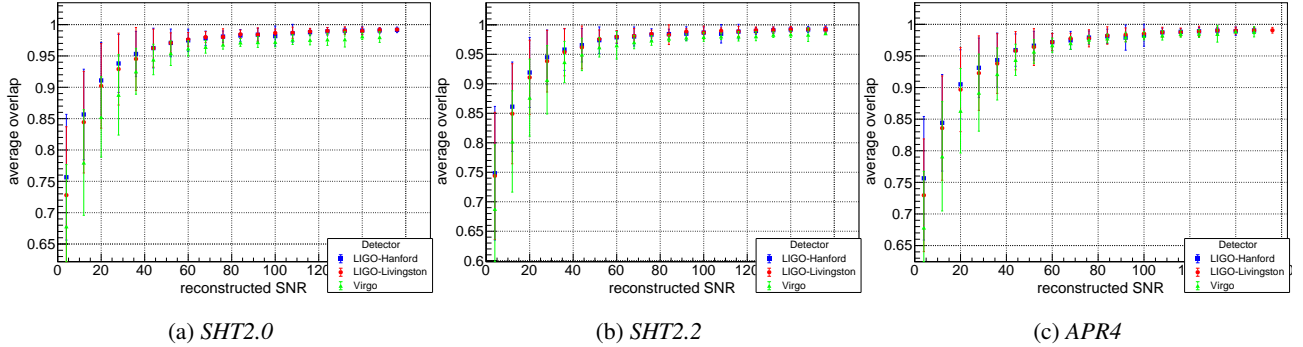 average overlap
1
0.95
0.9
0.85
0.8
0.75
0.7
0.65
0 20 40 60 80 100 120
reconstructed SNR
Detector
LIGO-Hanford
LIGO-Livingston
Virgo
(a) SHT2.0
average overlap
1
0.95
0.9
0.85
0.8
0.75
0.7
0.65
0.6
0 20 40 60 80 100 120
reconstructed SNR
Detector
LIGO-Hanford
LIGO-Livingston
Virgo
(b) SHT2.2
average overlap
1
0.95
0.9
0.85
0.8
0.75
0.7
0.65
0 20 40 60 80 100
reconstructed SNR
Detector
LIGO-Hanford
LIGO-Livingston
Virgo
(c) APR4